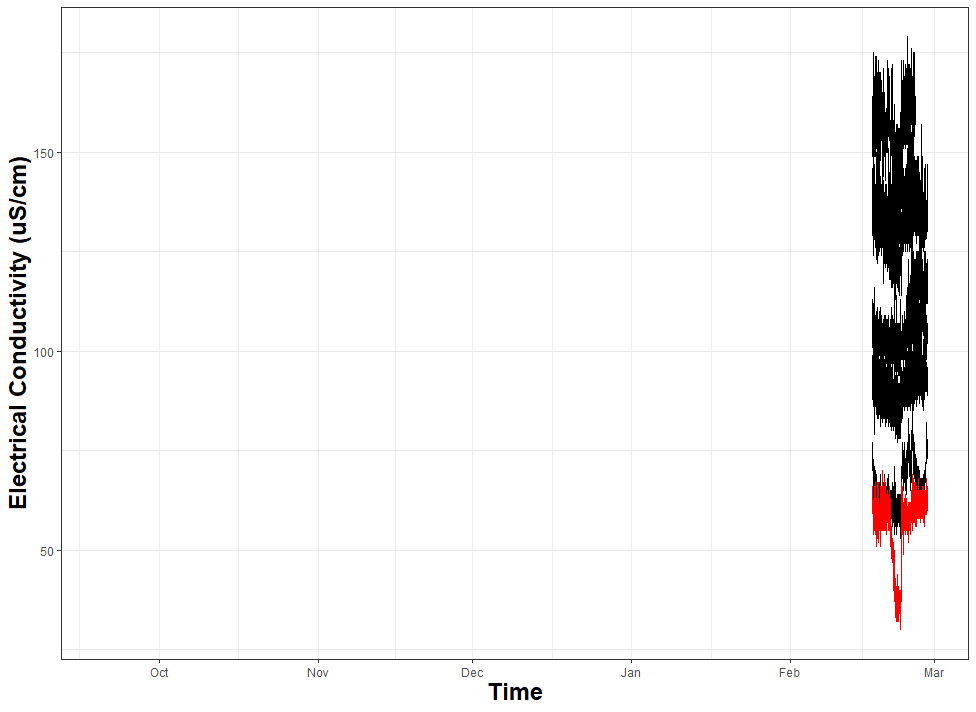 Electrical Conductivity (uS/cm)
150
100
50
Oct Nov Dec Jan Feb Mar
Time